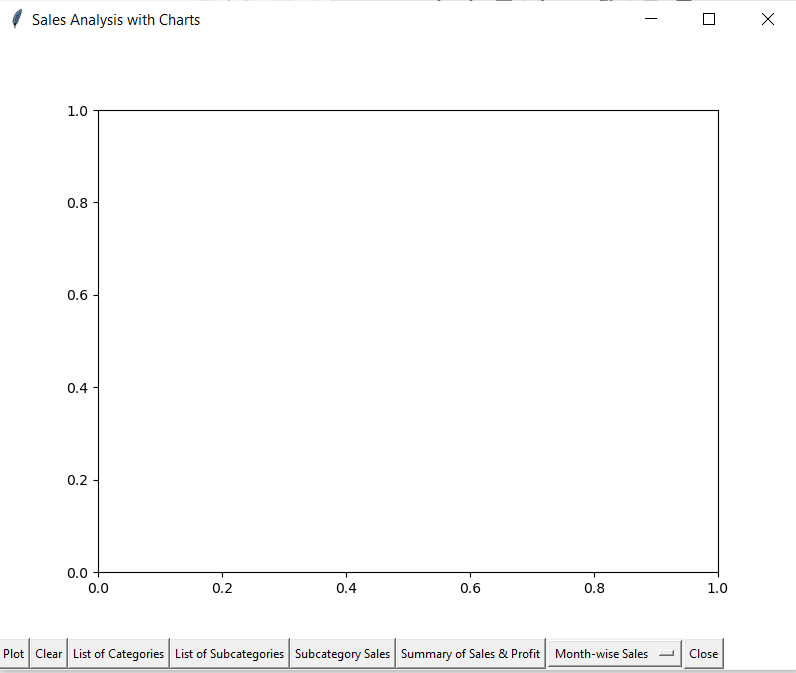 Sales Analysis with Charts
1.0
0.8
0.6
0.4
0.2
0.0
0.0 0.2 0.4 0.6 0.8 1.0
Plot Clear List of Categories List of Subcategories Subcategory Sales Summary of Sales & Profit Month-wise Sales Close